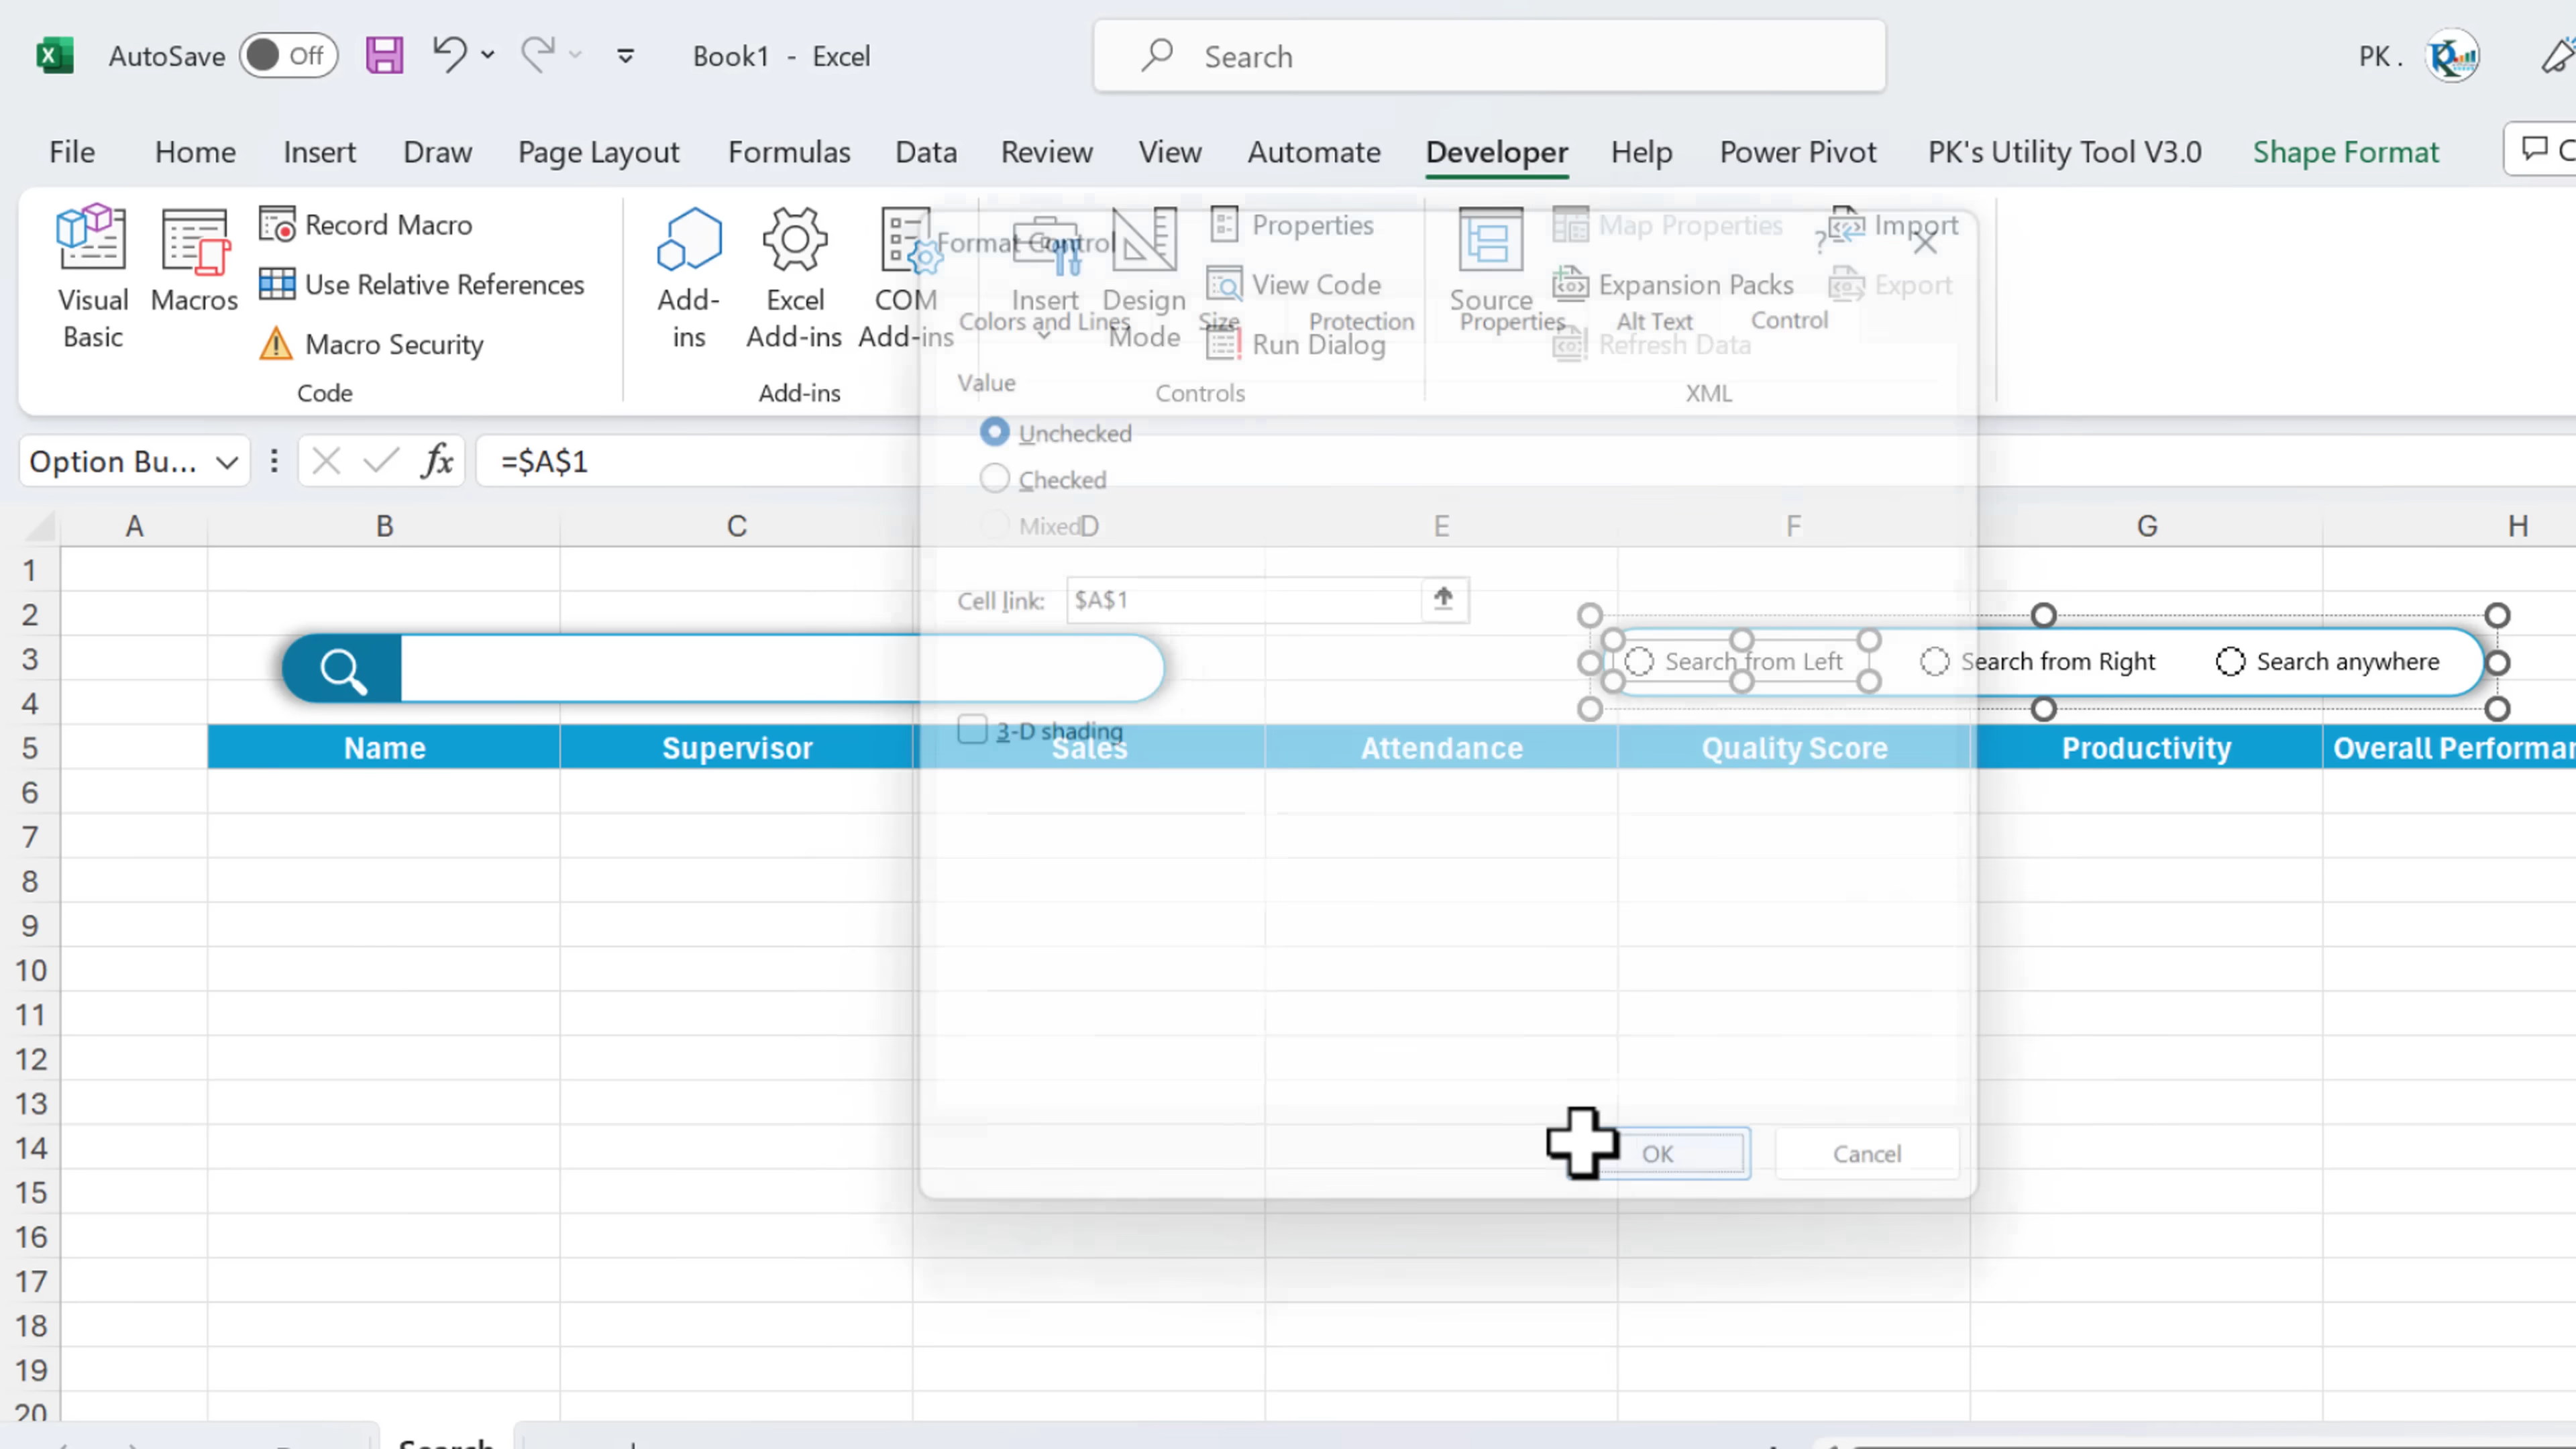 AutoSave Off Book1 - Excel Search PK .
File Home Insert Draw Page Layout Formulas Data Review View Automate Developer Help Power Pivot PK's Utility Tool V3.0 Shape Format C
Visual Basic
Macros
Record Macro
Use Relative References
Macro Security
Code
Add-ins
Excel Add-ins
COM Add-ins
Add-ins
Insert
Design Mode
Properties
View Code
Run Dialog
Controls
Source
Map Properties
Expansion Packs
Refresh Data
Import
Export
XML
Format Control ?
Colors and Lines Size Protection Properties Alt Text Control
Value
Unchecked
Checked
Mixed
Cell link: $A$1
3-D shading
OK Cancel
Option Bu... fx =$A$1
A B C D E F G H
1
2
3 Search from Left Search from Right Search anywhere
4
5 Name Supervisor Sales Attendance Quality Score Productivity Overall Performan
6
7
8
9
10
11
12
13
14
15
16
17
18
19
20
Search